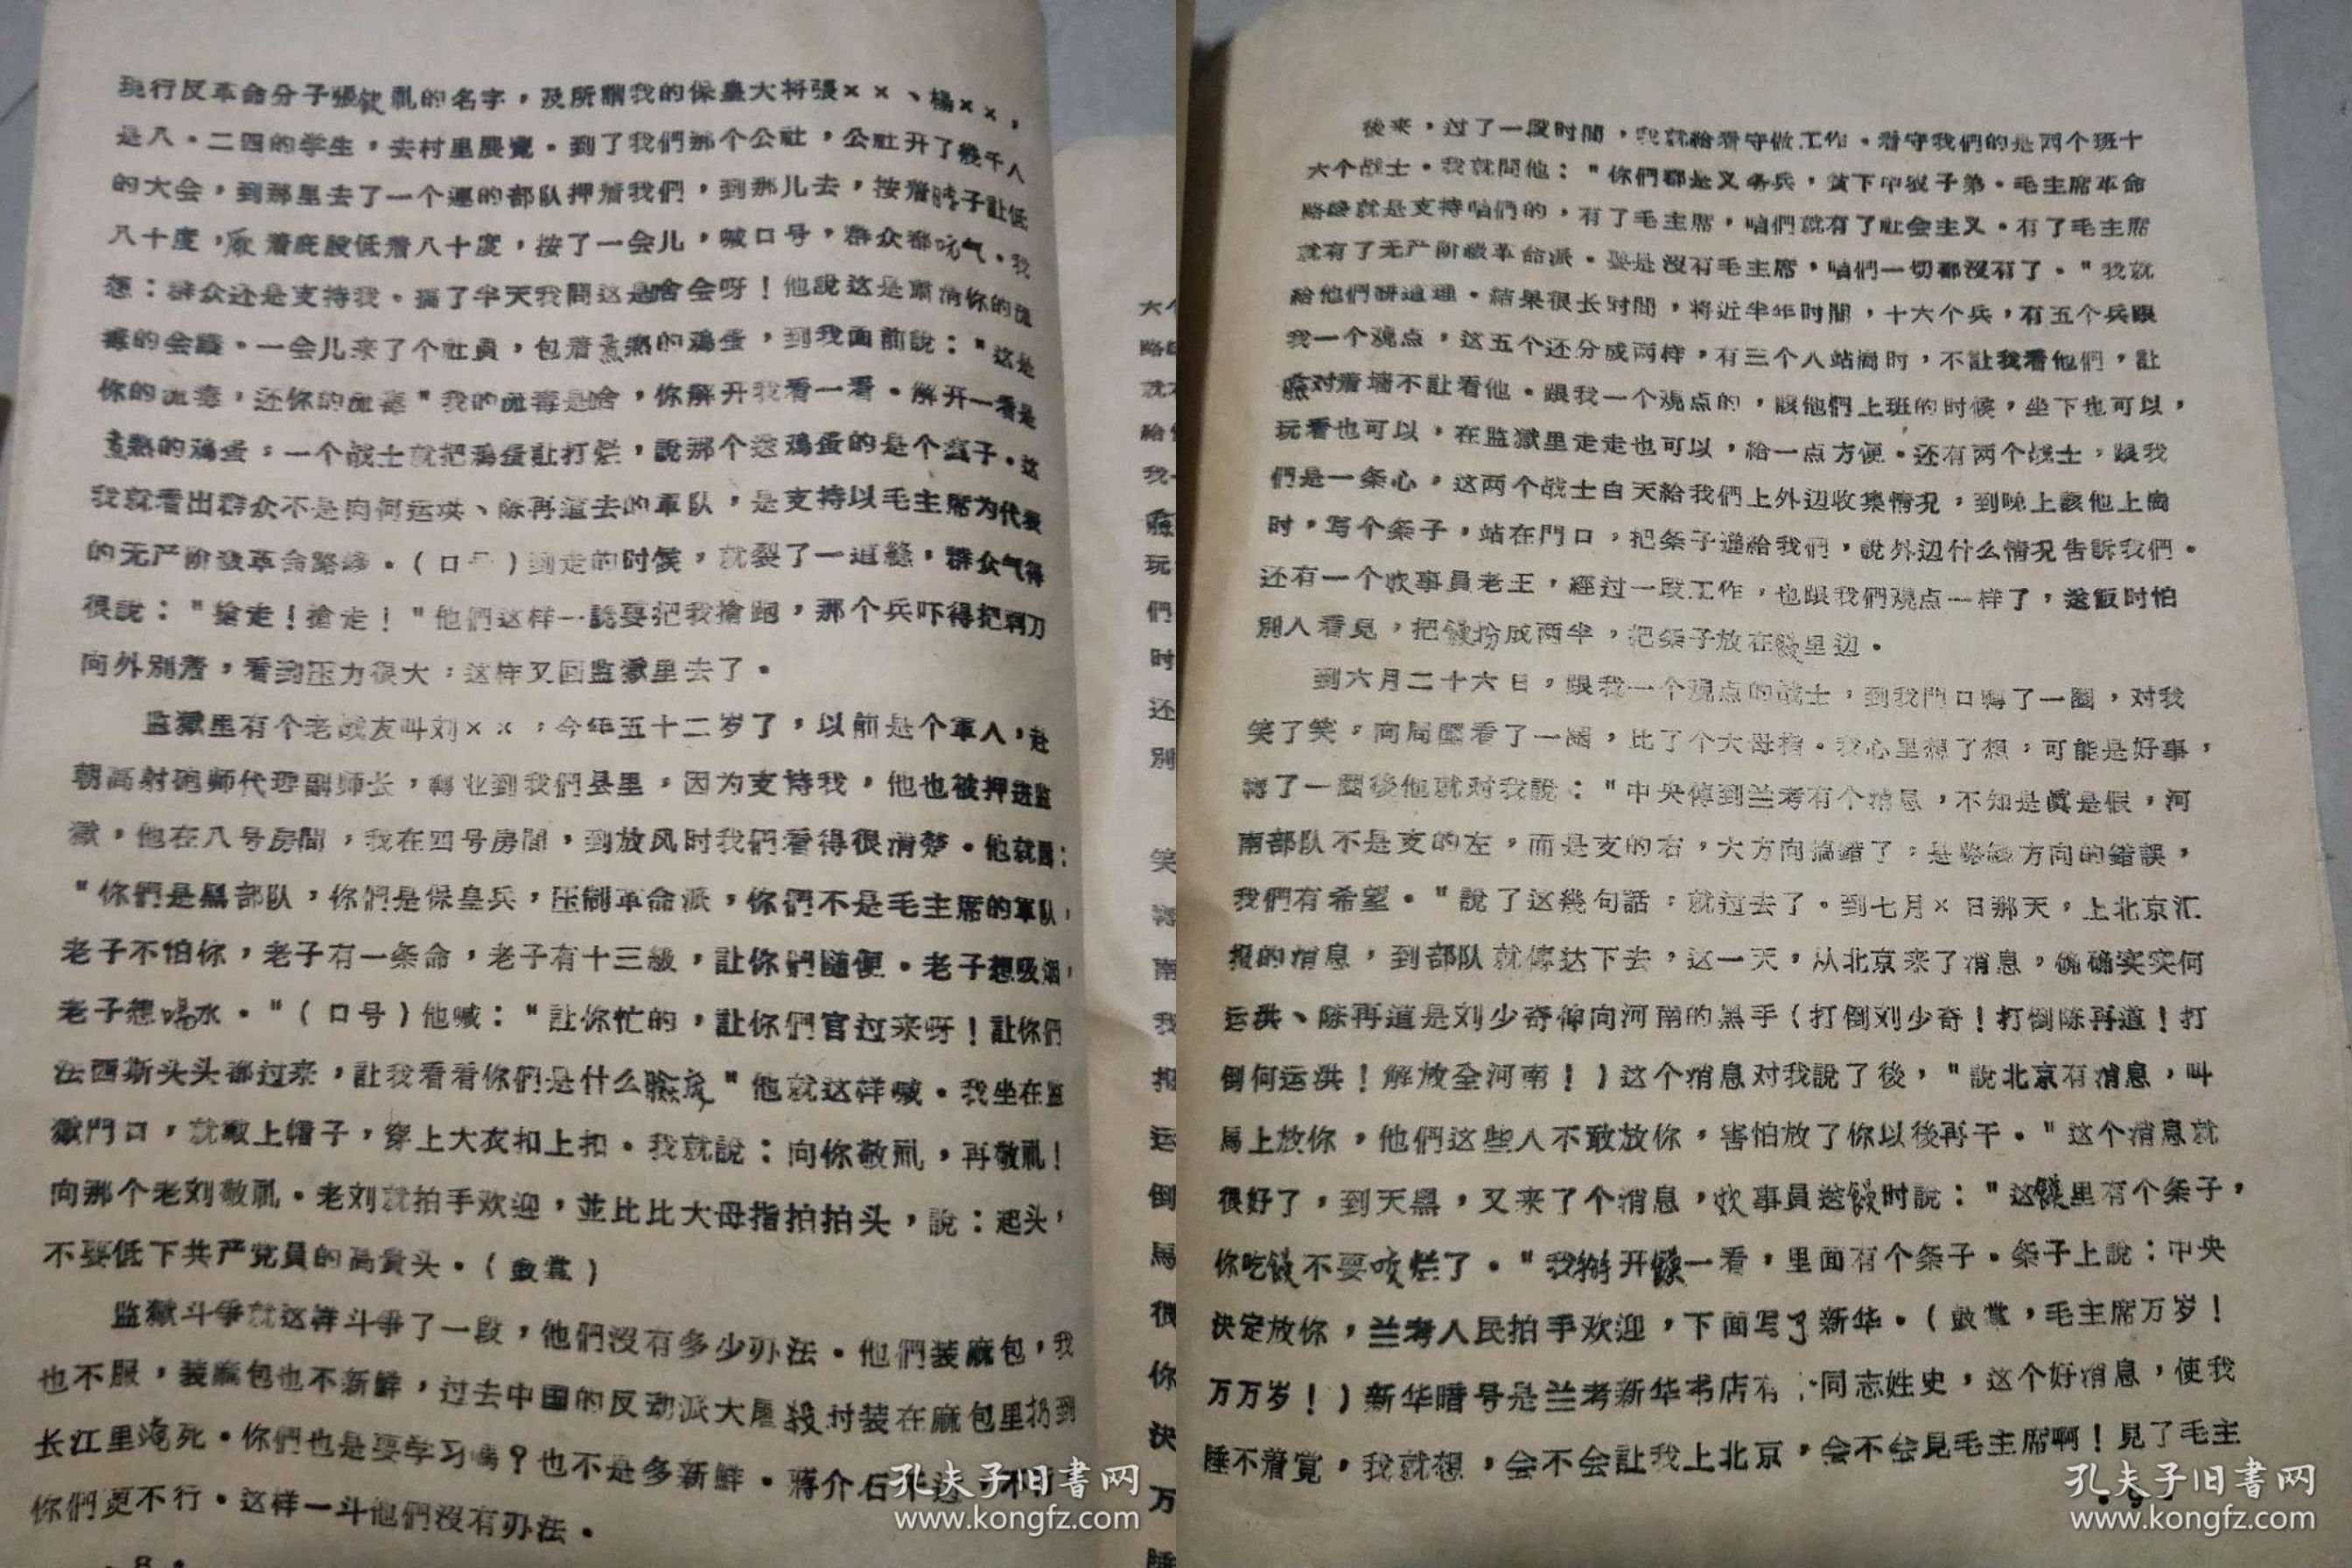 現行反革命分子張欽礼的名字，及所謂我的保皇大将張××、楊××，
是八·二四的学生，去村里展覽。到了我們那个公社，公社开了幾千人
的大会，到那里去了一个連的部队押着我們，到那儿去，按着脖子讓低
八十度，撅着庇股低着八十度，按了一会儿，喊口号，群众都吭气。我
想：群众还是支持我。搞了半天我問这是啥会呀！他說这是肃清你的流
毒的会議。一会儿来了个社員，包着煮熟的鸡蛋，到我面前說："这是
你的流毒，还你的流毒"我的流毒是啥，你解开我看一看。解开一看是
煮熟的鸡蛋，一个战士就把鸡蛋讓打烂，說那个送鸡蛋的是个瘋子。这
我就看出群众不是向何运洪、陈再道去的軍队，是支持以毛主席为代表
的无产阶级革命路綫。（口号）到走的时候，就裂了一道縫，群众气得
很說："搶走！搶走！"他們这样一說要把我搶跑，那个兵吓得把剌刀
向外别着，看到压力很大，这样又回监獄里去了。
监獄里有个老战友叫刘××，今年五十二岁了，以前是个軍人，赴
朝高射砲师代理副师长，轉业到我們县里，因为支持我，他也被押进监
獄，他在八号房間，我在四号房間，到放风时我們看得很清楚。他就罵：
"你們是黑部队，你們是保皇兵，压制革命派，你們不是毛主席的軍队，
老子不怕你，老子有一条命，老子有十三級，讓你們随便。老子想吸烟，
老子想喝水。"（口号）他喊："讓你忙的，讓你們官过来呀！讓你們
法西斯头头都过来，讓我看看你們是什么臉皮"他就这样喊。我坐在监
獄門口，就戴上帽子，穿上大衣扣上扣。我就說：向你敬礼，再敬礼！
向那个老刘敬礼。老刘就拍手欢迎，並比比大母指拍拍头，說：起头，
不要低下共产党員的高貴头。（鼓掌）
监獄斗爭就这样斗爭了一段，他們沒有多少办法。他們装麻包，我
也不服，装麻包也不新鮮，过去中国的反动派大屠殺封装在麻包里扔到
长江里淹死。你們也是要学习嗎？也不是多新鮮。蔣介石不
你們更不行。这样一斗他們沒有办法。
·8·
後来，过了一段时間，我就給看守做工作。看守我們的是两个班十
六个战士。我就問他："你們都是义务兵，貧下中农子弟。毛主席革命
路綫就是支持咱們的，有了毛主席，咱們就有了社会主义。有了毛主席
就有了无产阶級革命派。要是沒有毛主席，咱們一切都沒有了。"我就
給他們讲道理。結果很长时間，将近半年时間，十六个兵，有五个兵跟
我一个观点，这五个还分成两样，有三个人站崗时，不讓我看他們，讓
臉对着墙不讓看他。跟我一个观点的，該他們上班的时候，坐下也可以，
玩看也可以，在监獄里走走也可以，給一点方便。还有两个战士，跟我
們是一条心，这两个战士白天給我們上外边收集情况，到晚上該他上崗
时，写个条子，站在門口，把条子递給我們，說外边什么情况告訴我們。
还有一个炊事員老王，經过一段工作，也跟我們观点一样了，送飯时怕
别人看見，把饃扮成两半，把条子放在饃里边。
到六月二十六日，跟我一个观点的战士，到我門口轉了一圈，对我
笑了笑，向周圍看了一圈，比了个大母指。我心里想了想，可能是好事，
轉了一圈後他就对我說："中央傳到兰考有个消息，不知是真是假，河
南部队不是支的左，而是支的右，大方向搞錯了，是路綫方向的錯誤，
我們有希望。"說了这幾句話，就过去了。到七月×日那天，上北京汇
报的消息，到部队就傳达下去，这一天，从北京来了消息，确确实实何
运洪、陈再道是刘少奇伸向河南的黑手（打倒刘少奇！打倒陈再道！打
倒何运洪！解放全河南！）这个消息对我說了後，"說北京有消息，叫
馬上放你，他們这些人不敢放你，害怕放了你以後再干。"这个消息就
很好了，到天黑，又来了个消息，炊事員送饃时說："这饃里有个条子，
你吃饃不要咬烂了。"我掰开饃一看，里面有个条子。条子上說：中央
决定放你，兰考人民拍手欢迎，下面写了新华。（鼓掌，毛主席万岁！
万万岁！）新华暗号是兰考新华书店有个同志姓史，这个好消息，使我
睡不着覚，我就想，会不会讓我上北京，会不会見毛主席啊！見了毛主
·9·
孔夫子旧書网
www.kongfz.com
孔夫子旧書网
www.kongfz.com